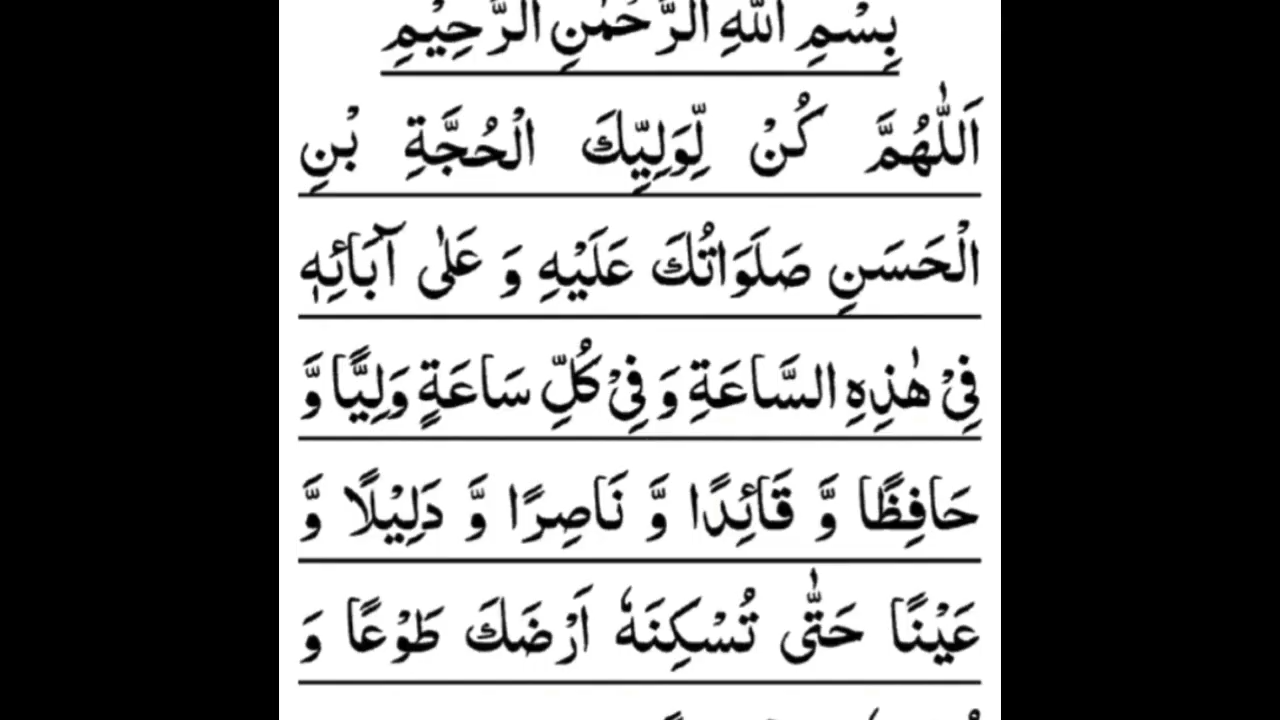 بِسْمِ اللّٰهِ الرَّحْمٰنِ الرَّحِیْمِ
اَللّٰهُمَّ كُنْ لِّوَلِیِّكَ الْحُجَّةِ بْنِ
الْحَسَنِ صَلَوَاتُكَ عَلَیْهِ وَ عَلٰى آبَائِهٖ
فِیْ هٰذِهِ السَّاعَةِ وَ فِیْ كُلِّ سَاعَةٍ وَلِیًّا وَّ
حَافِظًا وَّ قَائِدًا وَّ نَاصِرًا وَّ دَلِیْلًا وَّ
عَیْنًا حَتّٰى تُسْكِنَهٗ اَرْضَكَ طَوْعًا وَ